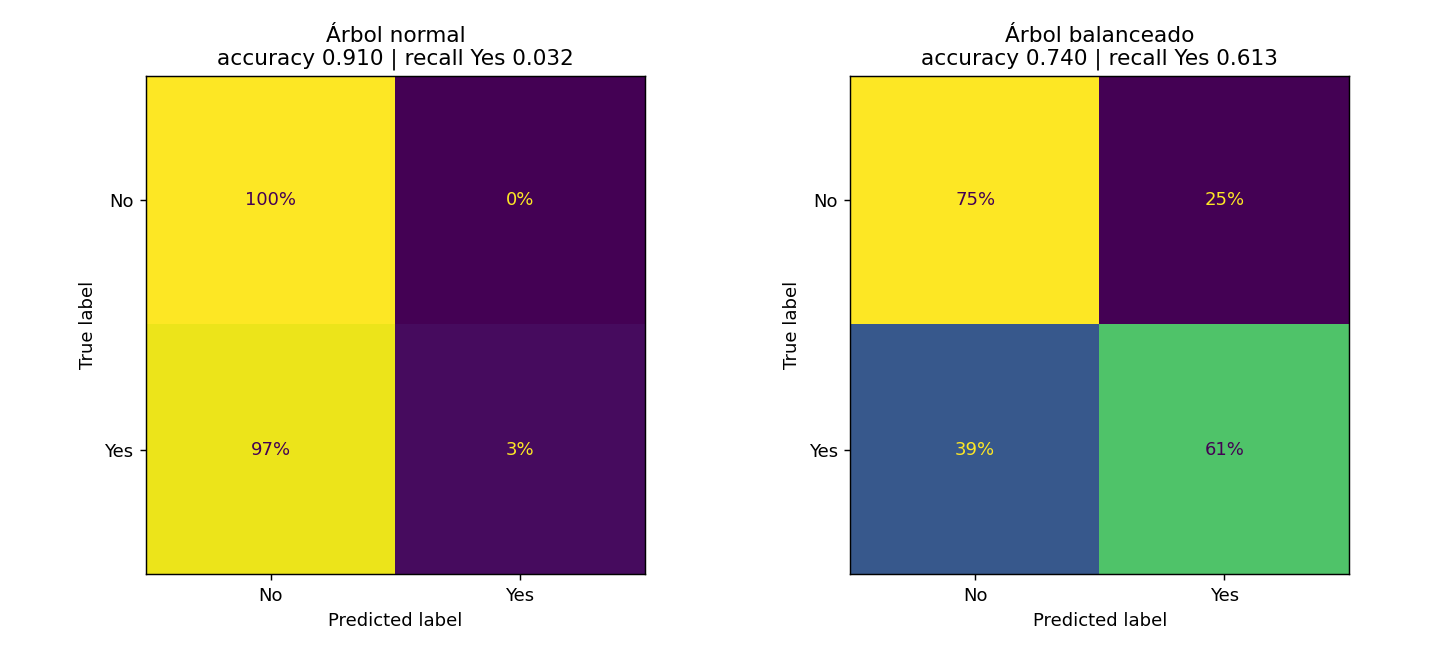 Árbol normal
accuracy 0.910 | recall Yes 0.032
No
100%
0%
True label
Yes
97%
3%
No
Yes
Predicted label
Árbol balanceado
accuracy 0.740 | recall Yes 0.613
No
75%
25%
True label
Yes
39%
61%
No
Yes
Predicted label